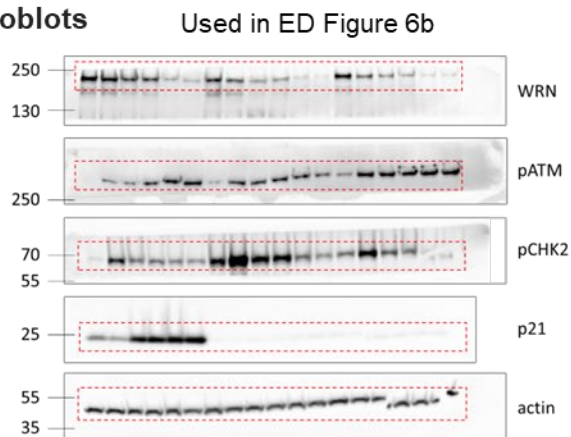 oblots
Used in ED Figure 6b
250
130
WRN
pATM
250
70
55
pCHK2
25
p21
55
35
actin